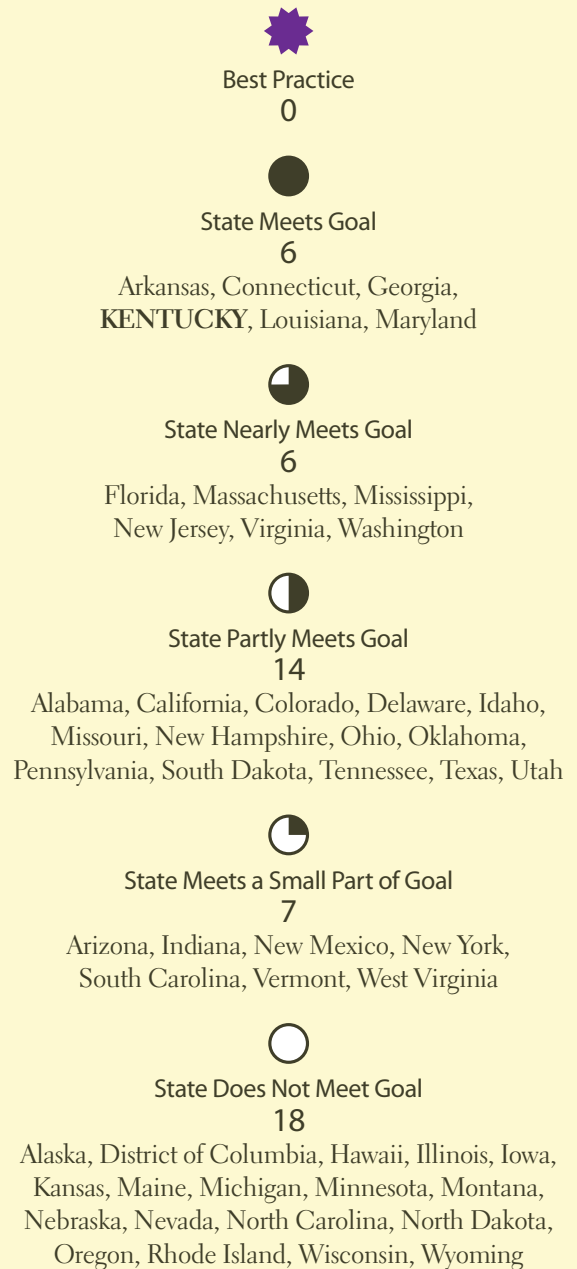 Best Practice
0
State Meets Goal
6
Arkansas, Connecticut, Georgia,
KENTUCKY, Louisiana, Maryland
State Nearly Meets Goal
6
Florida, Massachusetts, Mississippi,
New Jersey, Virginia, Washington
State Partly Meets Goal
14
Alabama, California, Colorado, Delaware, Idaho,
Missouri, New Hampshire, Ohio, Oklahoma,
Pennsylvania, South Dakota, Tennessee, Texas, Utah
State Meets a Small Part of Goal
7
Arizona, Indiana, New Mexico, New York,
South Carolina, Vermont, West Virginia
State Does Not Meet Goal
18
Alaska, District of Columbia, Hawaii, Illinois, Iowa,
Kansas, Maine, Michigan, Minnesota, Montana,
Nebraska, Nevada, North Carolina, North Dakota,
Oregon, Rhode Island, Wisconsin, Wyoming